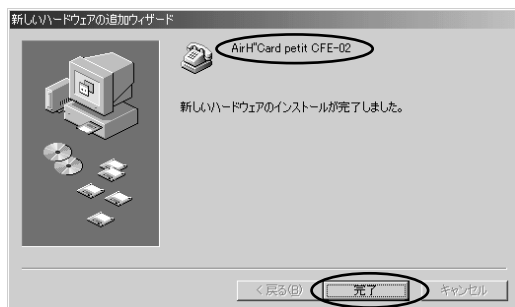 新しいハードウェアの追加ウィザード
AirH"Card petit CFE-02
新しいハードウェアのインストールが完了しました。
< 戻る(B)
完了
キャンセル